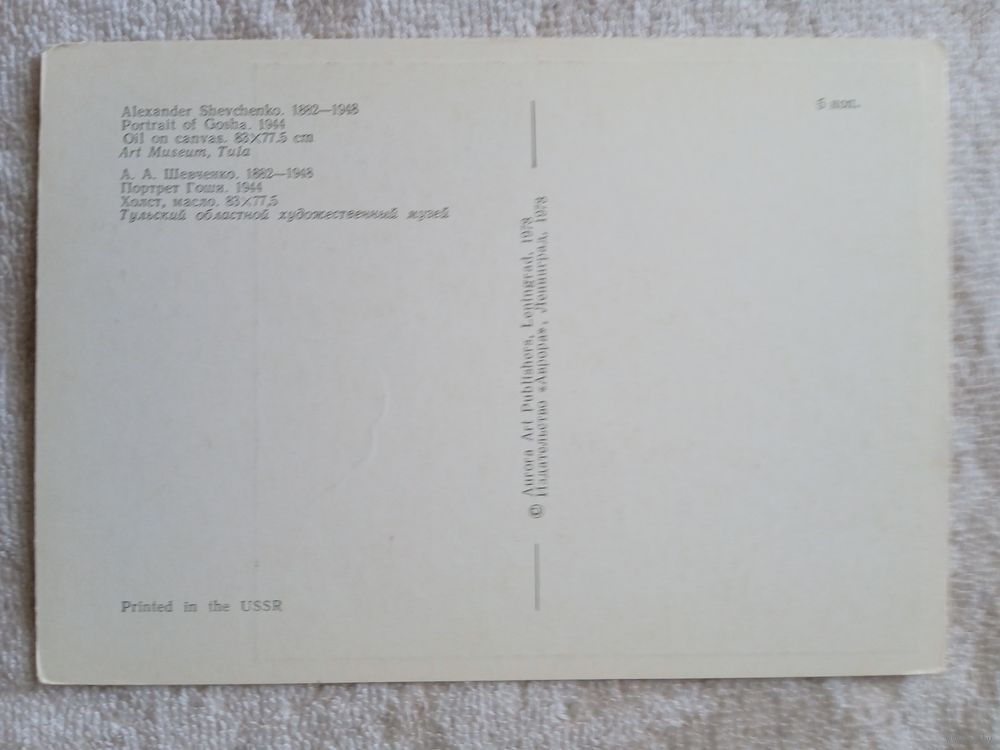 Alexander Shevchenko. 1882—1948
Portrait of Gosha. 1944
Oil on canvas. 83×77.5 cm
Art Museum, Tula
А. А. Шевченко. 1882—1948
Портрет Гоши. 1944
Холст, масло. 83×77,5
Тульский областной художественный музей
коп.
© Aurora Art Publishers, Leningrad, 1978
Издательство «Аврора», Ленинград, 1978
Printed in the USSR